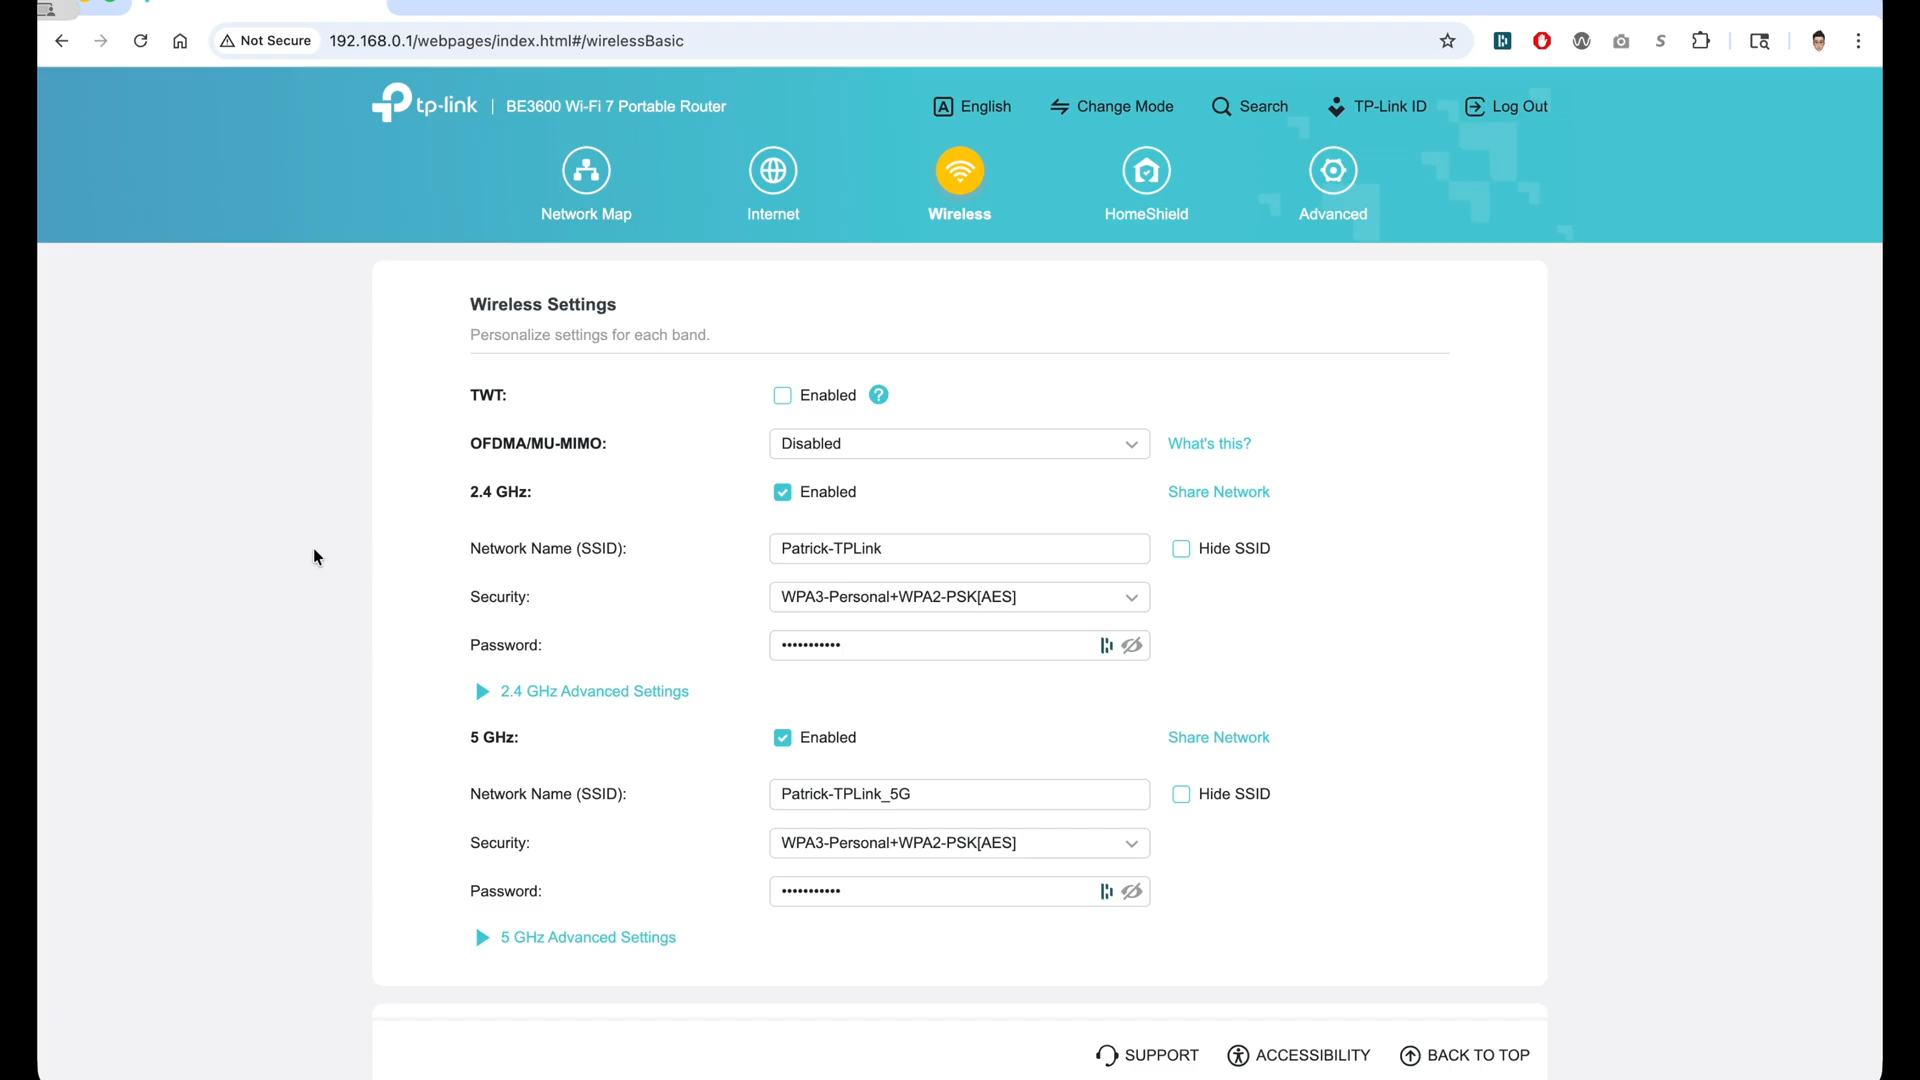 Not Secure 192.168.0.1/webpages/index.html#/wirelessBasic
tp-link | BE3600 Wi-Fi 7 Portable Router
English Change Mode Search TP-Link ID Log Out
Network Map Internet Wireless HomeShield Advanced
Wireless Settings
Personalize settings for each band.
TWT: Enabled ?
OFDMA/MU-MIMO: Disabled What's this?
2.4 GHz: Enabled Share Network
Network Name (SSID): Patrick-TPLink Hide SSID
Security: WPA3-Personal+WPA2-PSK[AES]
Password: •••••••••••
2.4 GHz Advanced Settings
5 GHz: Enabled Share Network
Network Name (SSID): Patrick-TPLink_5G Hide SSID
Security: WPA3-Personal+WPA2-PSK[AES]
Password: •••••••••••
5 GHz Advanced Settings
SUPPORT ACCESSIBILITY BACK TO TOP